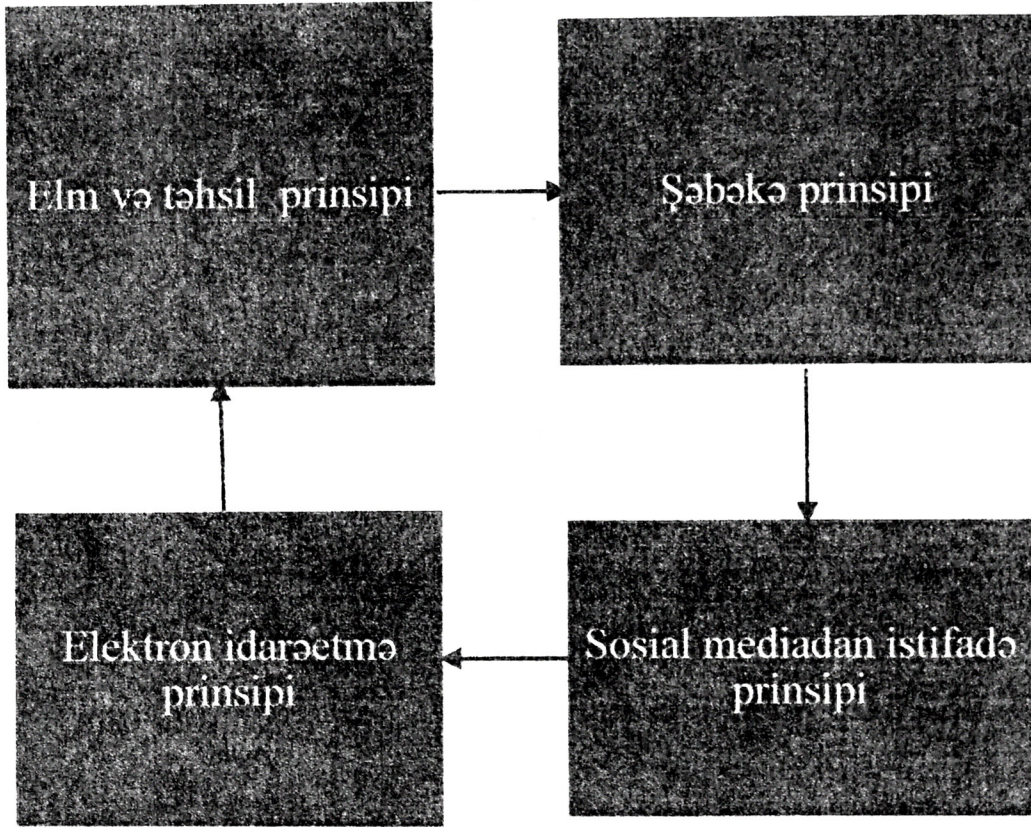 Elm və təhsil prinsipi
Şəbəkə prinsipi
Elektron idarəetmə
prinsipi
Sosial mediadan istifadə
prinsipi